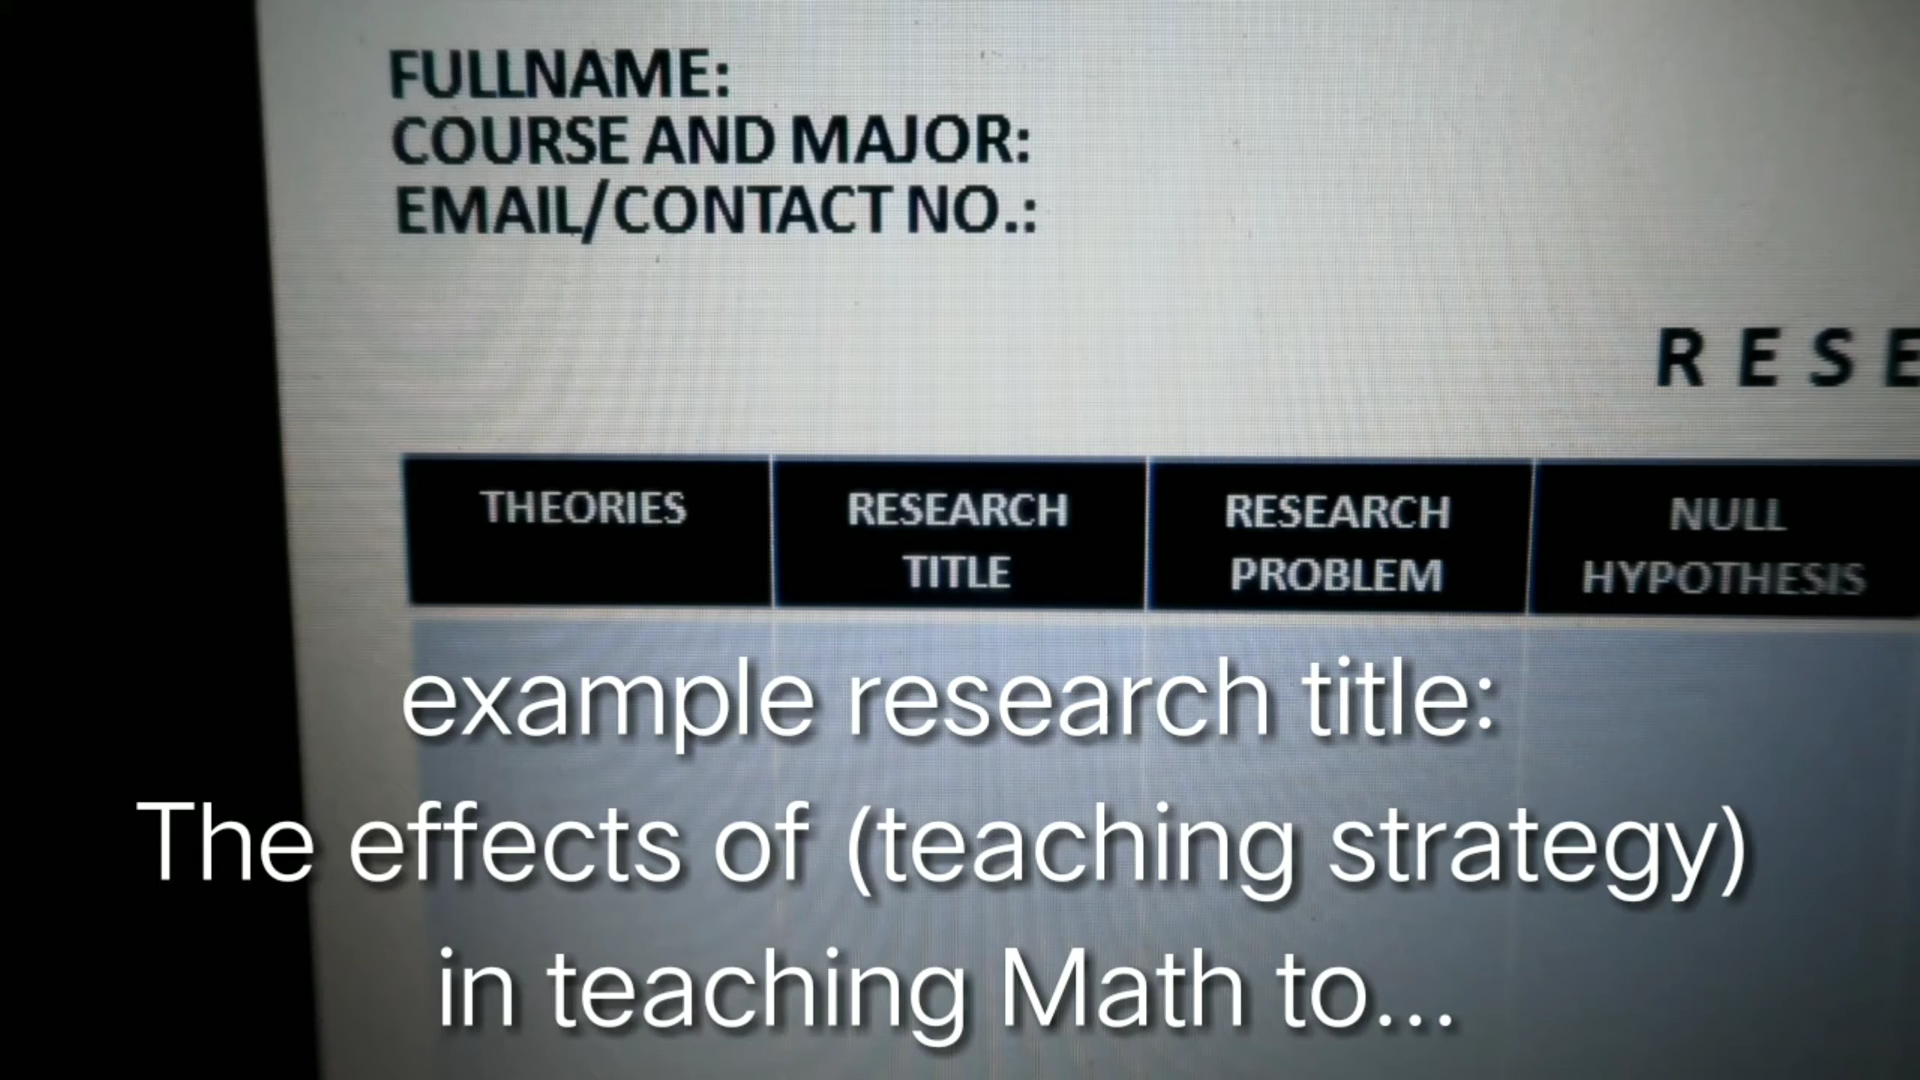 FULLNAME:
COURSE AND MAJOR:
EMAIL/CONTACT NO.:
RESE
THEORIES
RESEARCH
TITLE
RESEARCH
PROBLEM
NULL
HYPOTHESIS
example research title:
The effects of (teaching strategy)
in teaching Math to...